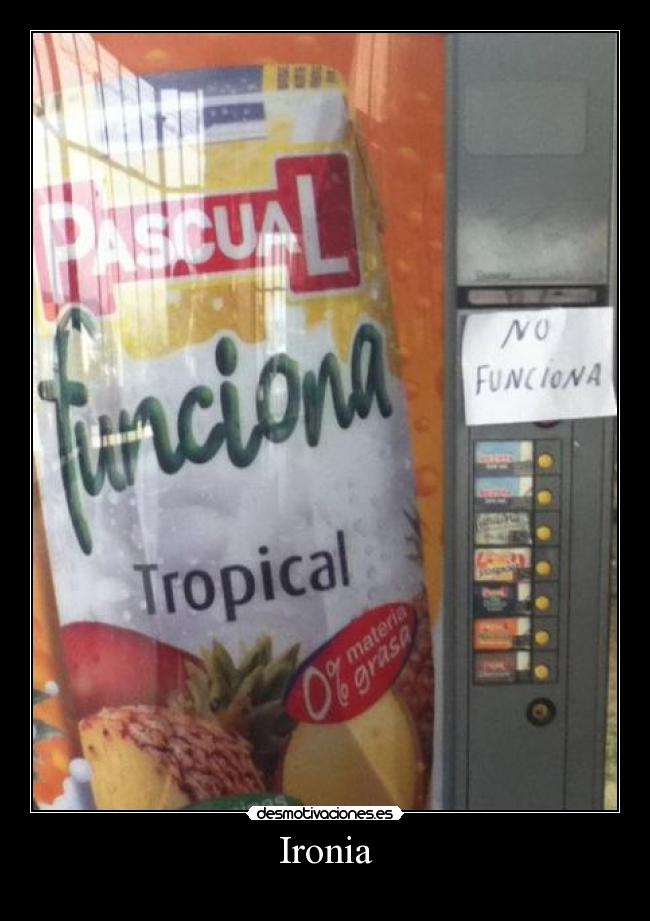 PASCUAL
funciona
Tropical
0% materia
grasa
NO
FUNCIONA
desmotivaciones.es
Ironia